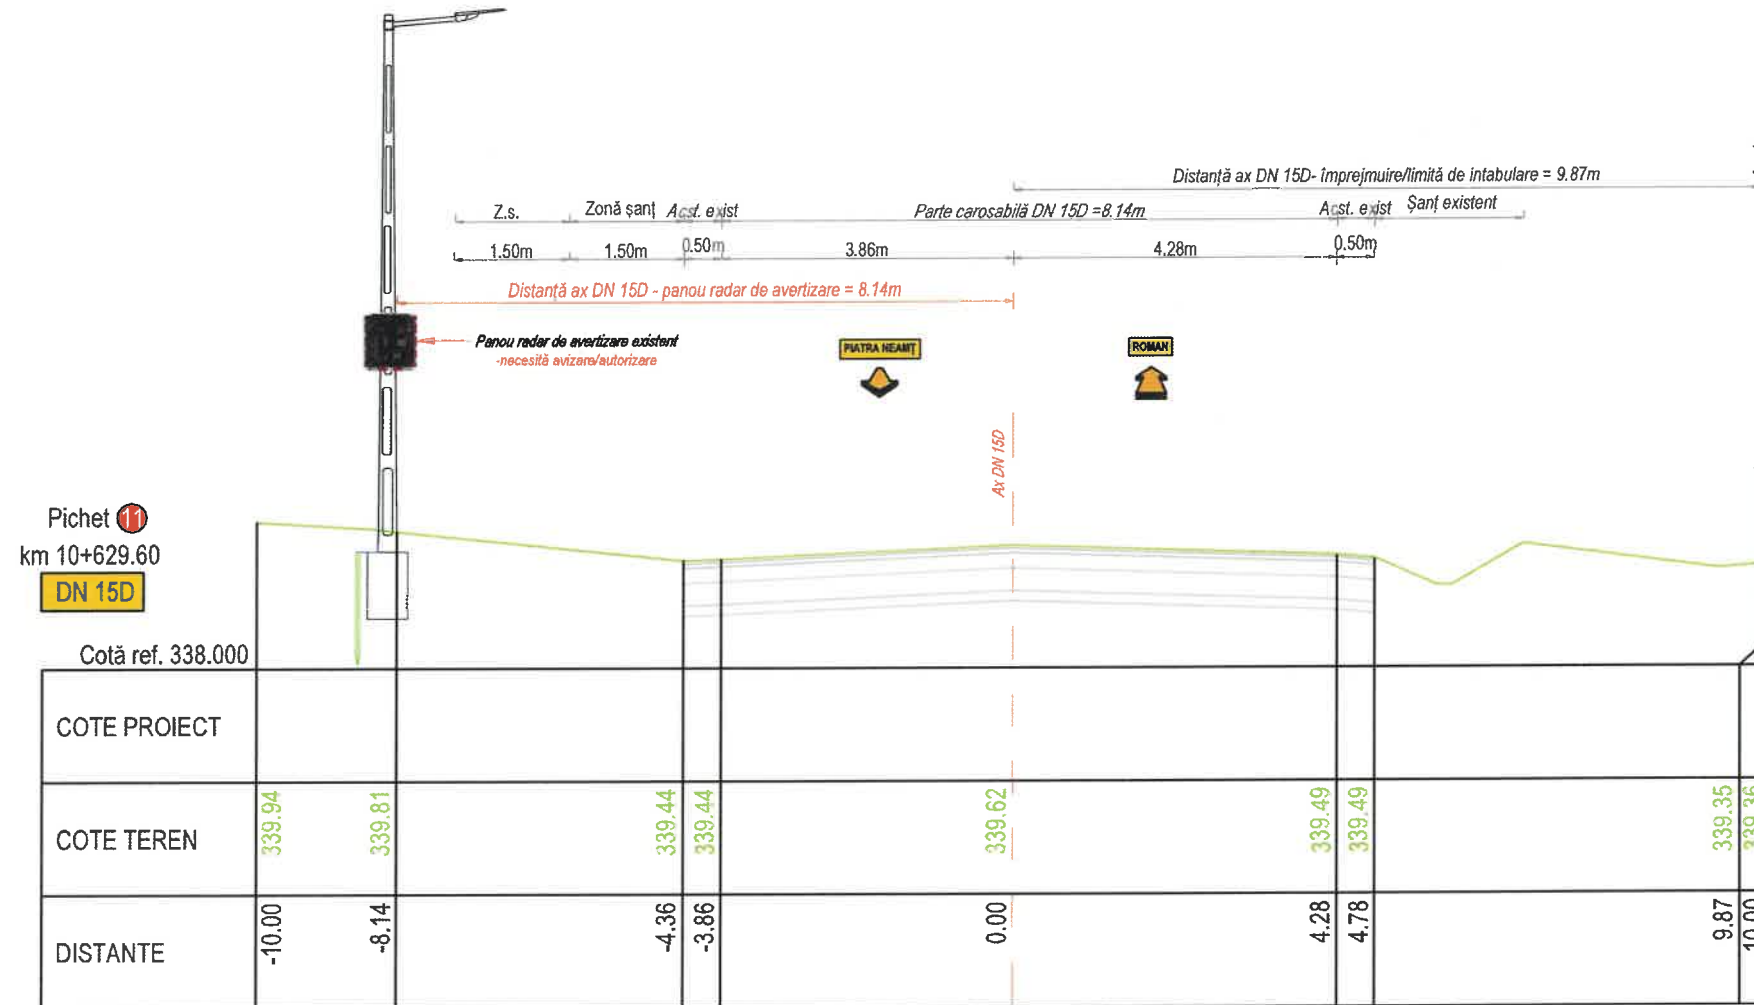 Distanță ax DN 15D- împrejmuire/limită de intabulare = 9.87m
Z.s.
Zonă șanț
Acst. exist
Parte carosabilă DN 15D =8.14m
Acst. exist
Șanț existent
1.50m
1.50m
0.50m
3.86m
4.28m
0.50m
Distanță ax DN 15D - panou radar de avertizare = 8.14m
Panou radar de avertizare existent
-necesită avizare/autorizare
PIATRA NEAMȚ
ROMAN
Ax DN 15D
Pichet 11
km 10+629.60
DN 15D
Cotă ref. 338.000
COTE PROIECT
COTE TEREN
339.94
339.81
339.44
339.44
339.62
339.49
339.49
339.35
339.36
DISTANTE
-10.00
-8.14
-4.36
-3.86
0.00
4.28
4.78
9.87
10.00